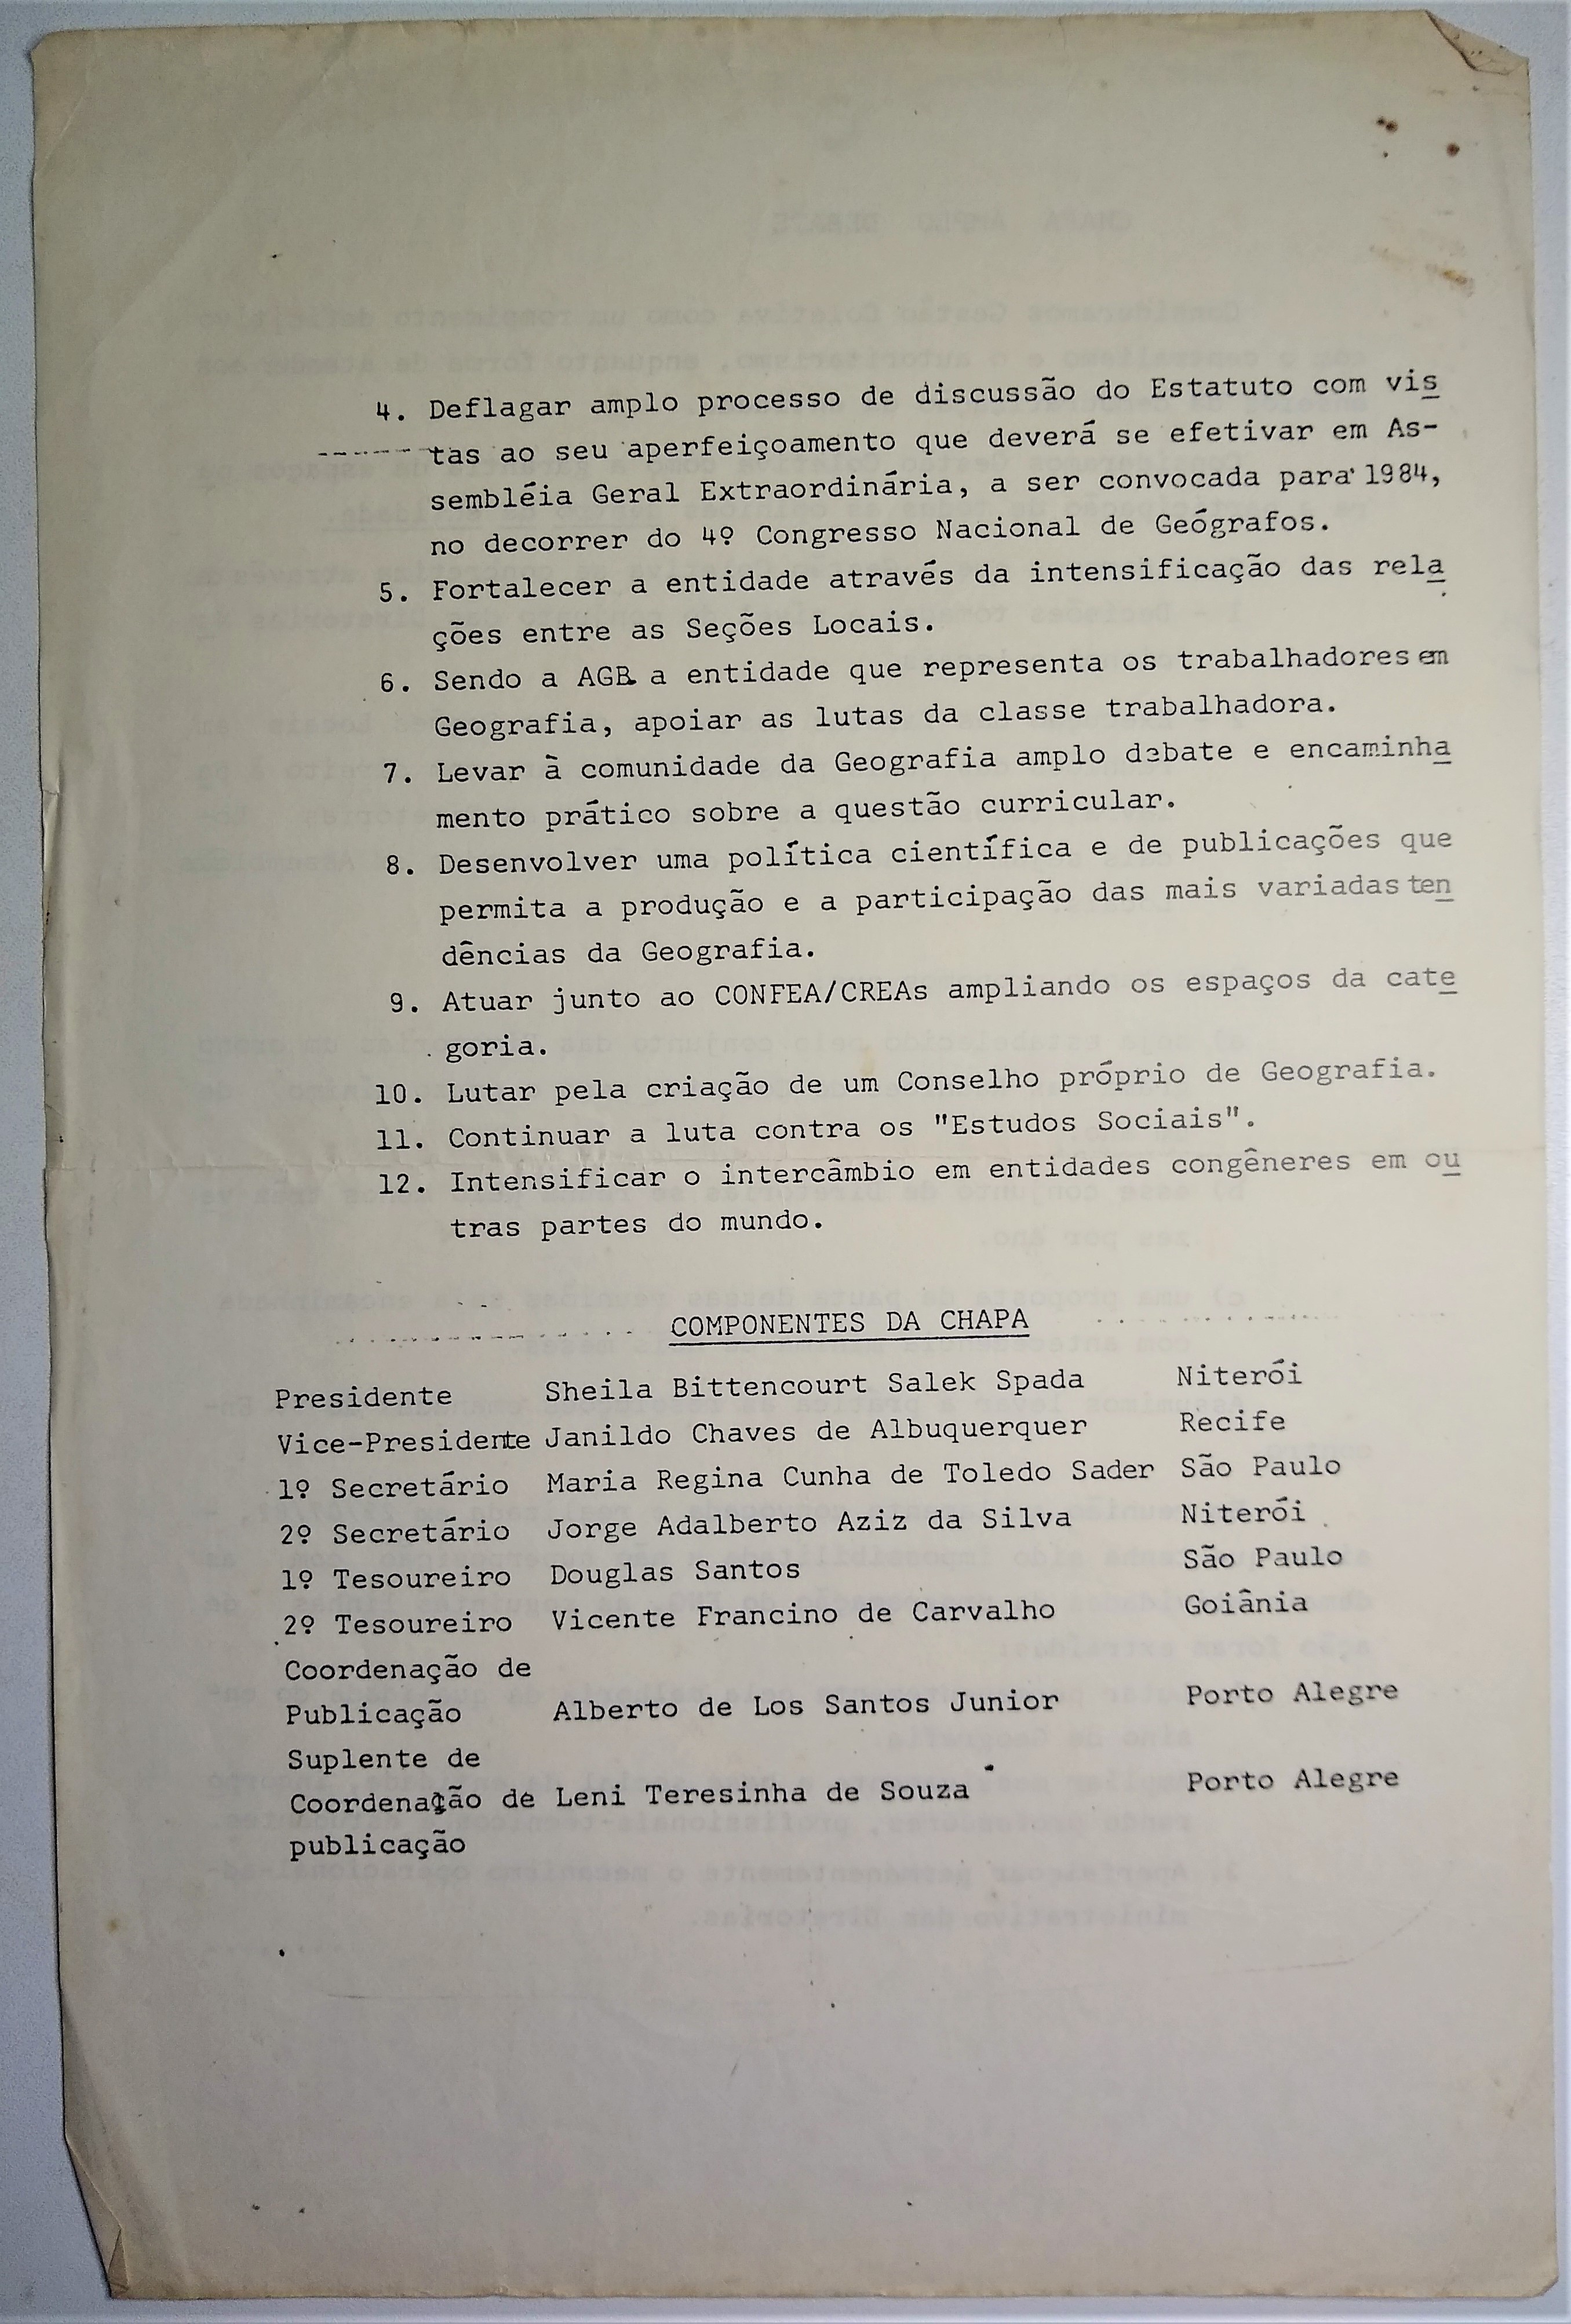 4. Deflagar amplo processo de discussão do Estatuto com vis
tas ao seu aperfeiçoamento que deverá se efetivar em As-
sembléia Geral Extraordinária, a ser convocada para 1984,
no decorrer do 4º Congresso Nacional de Geógrafos.
5. Fortalecer a entidade através da intensificação das rela
ções entre as Seções Locais.
6. Sendo a AGB a entidade que representa os trabalhadores em
Geografia, apoiar as lutas da classe trabalhadora.
7. Levar à comunidade da Geografia amplo debate e encaminha
mento prático sobre a questão curricular.
8. Desenvolver uma política científica e de publicações que
permita a produção e a participação das mais variadas ten
dências da Geografia.
9. Atuar junto ao CONFEA/CREAs ampliando os espaços da cate
goria.
10. Lutar pela criação de um Conselho próprio de Geografia.
11. Continuar a luta contra os "Estudos Sociais".
12. Intensificar o intercâmbio em entidades congêneres em ou
tras partes do mundo.
COMPONENTES DA CHAPA
Presidente Sheila Bittencourt Salek Spada Niterói
Vice-Presidente Janildo Chaves de Albuquerquer Recife
1º Secretário Maria Regina Cunha de Toledo Sader São Paulo
2º Secretário Jorge Adalberto Aziz da Silva Niterói
1º Tesoureiro Douglas Santos São Paulo
2º Tesoureiro Vicente Francino de Carvalho Goiânia
Coordenação de
Publicação Alberto de Los Santos Junior Porto Alegre
Suplente de
Coordenação de Leni Teresinha de Souza Porto Alegre
publicação